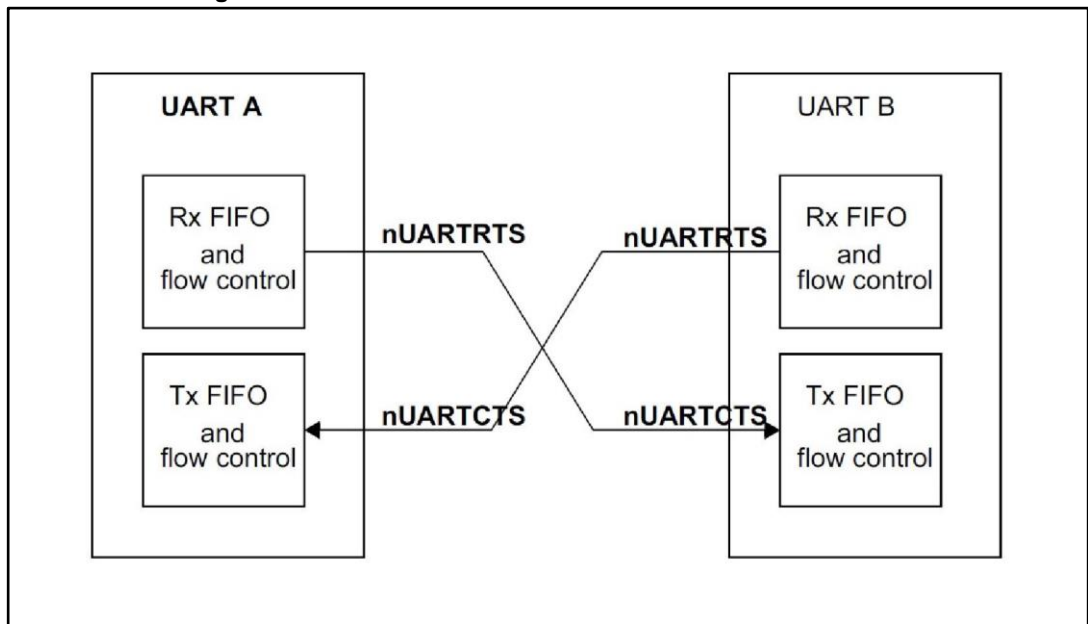 UART A
UART B
Rx FIFO
and
flow control
nUARTRTS
nUARTRTS
Rx FIFO
and
flow control
Tx FIFO
and
flow control
nUARTCTS
nUARTCTS
Tx FIFO
and
flow control